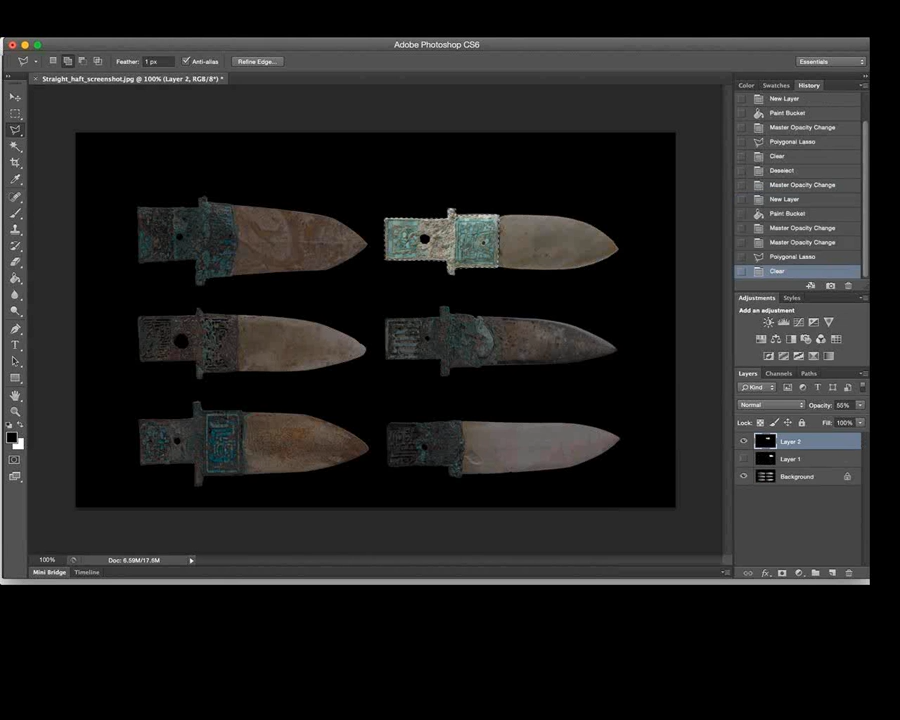 Adobe Photoshop CS6
Feather: 1 px Anti-alias Refine Edge... Essentials
× Straight_haft_screenshot.jpg @ 100% (Layer 2, RGB/8*) *
Color Swatches History
New Layer
Paint Bucket
Master Opacity Change
Polygonal Lasso
Clear
Deselect
Master Opacity Change
New Layer
Paint Bucket
Master Opacity Change
Master Opacity Change
Polygonal Lasso
Clear
Adjustments Styles
Add an adjustment
Layers Channels Paths
Kind
Normal Opacity: 55%
Lock: Fill: 100%
Layer 2
Layer 1
Background
100% Doc: 6.59M/17.6M
Mini Bridge Timeline